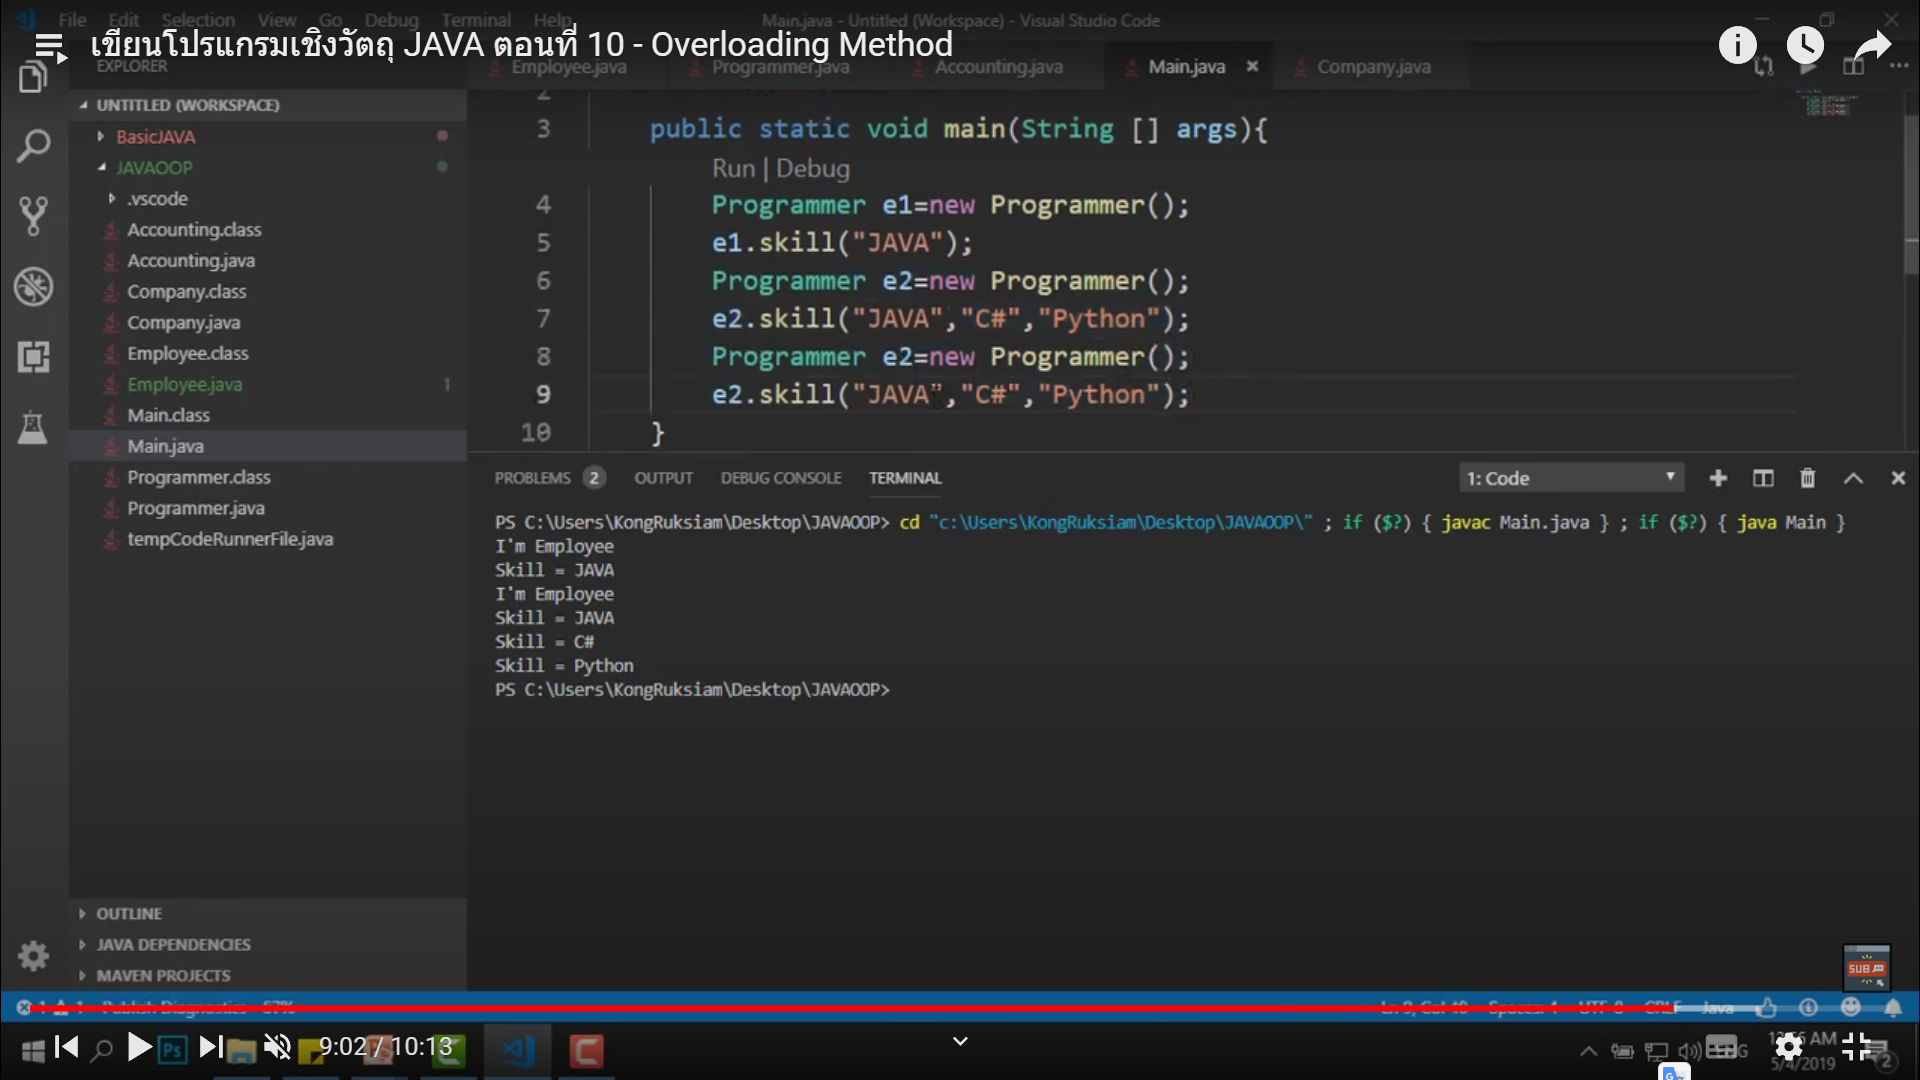 File Edit Selection View Go Debug Terminal Help Main.java - Untitled (Workspace) - Visual Studio Code
เขียนโปรแกรมเชิงวัตถุ JAVA ตอนที่ 10 - Overloading Method
EXPLORER
Employee.java Programmer.java Accounting.java Main.java Company.java
UNTITLED (WORKSPACE)
BasicJAVA
JAVAOOP
.vscode
Accounting.class
Accounting.java
Company.class
Company.java
Employee.class
Employee.java 1
Main.class
Main.java
Programmer.class
Programmer.java
tempCodeRunnerFile.java
OUTLINE
JAVA DEPENDENCIES
MAVEN PROJECTS
2
3 public static void main(String [] args){
Run | Debug
4 Programmer e1=new Programmer();
5 e1.skill("JAVA");
6 Programmer e2=new Programmer();
7 e2.skill("JAVA","C#","Python");
8 Programmer e2=new Programmer();
9 e2.skill("JAVA","C#","Python");
10 }
PROBLEMS 2 OUTPUT DEBUG CONSOLE TERMINAL 1: Code
PS C:\Users\KongRuksiam\Desktop\JAVAOOP> cd "c:\Users\KongRuksiam\Desktop\JAVAOOP\" ; if ($?) { javac Main.java } ; if ($?) { java Main }
I'm Employee
Skill = JAVA
I'm Employee
Skill = JAVA
Skill = C#
Skill = Python
PS C:\Users\KongRuksiam\Desktop\JAVAOOP>
SUB
Java
Ps 9:02 / 10:13 AM
5/4/2019 2